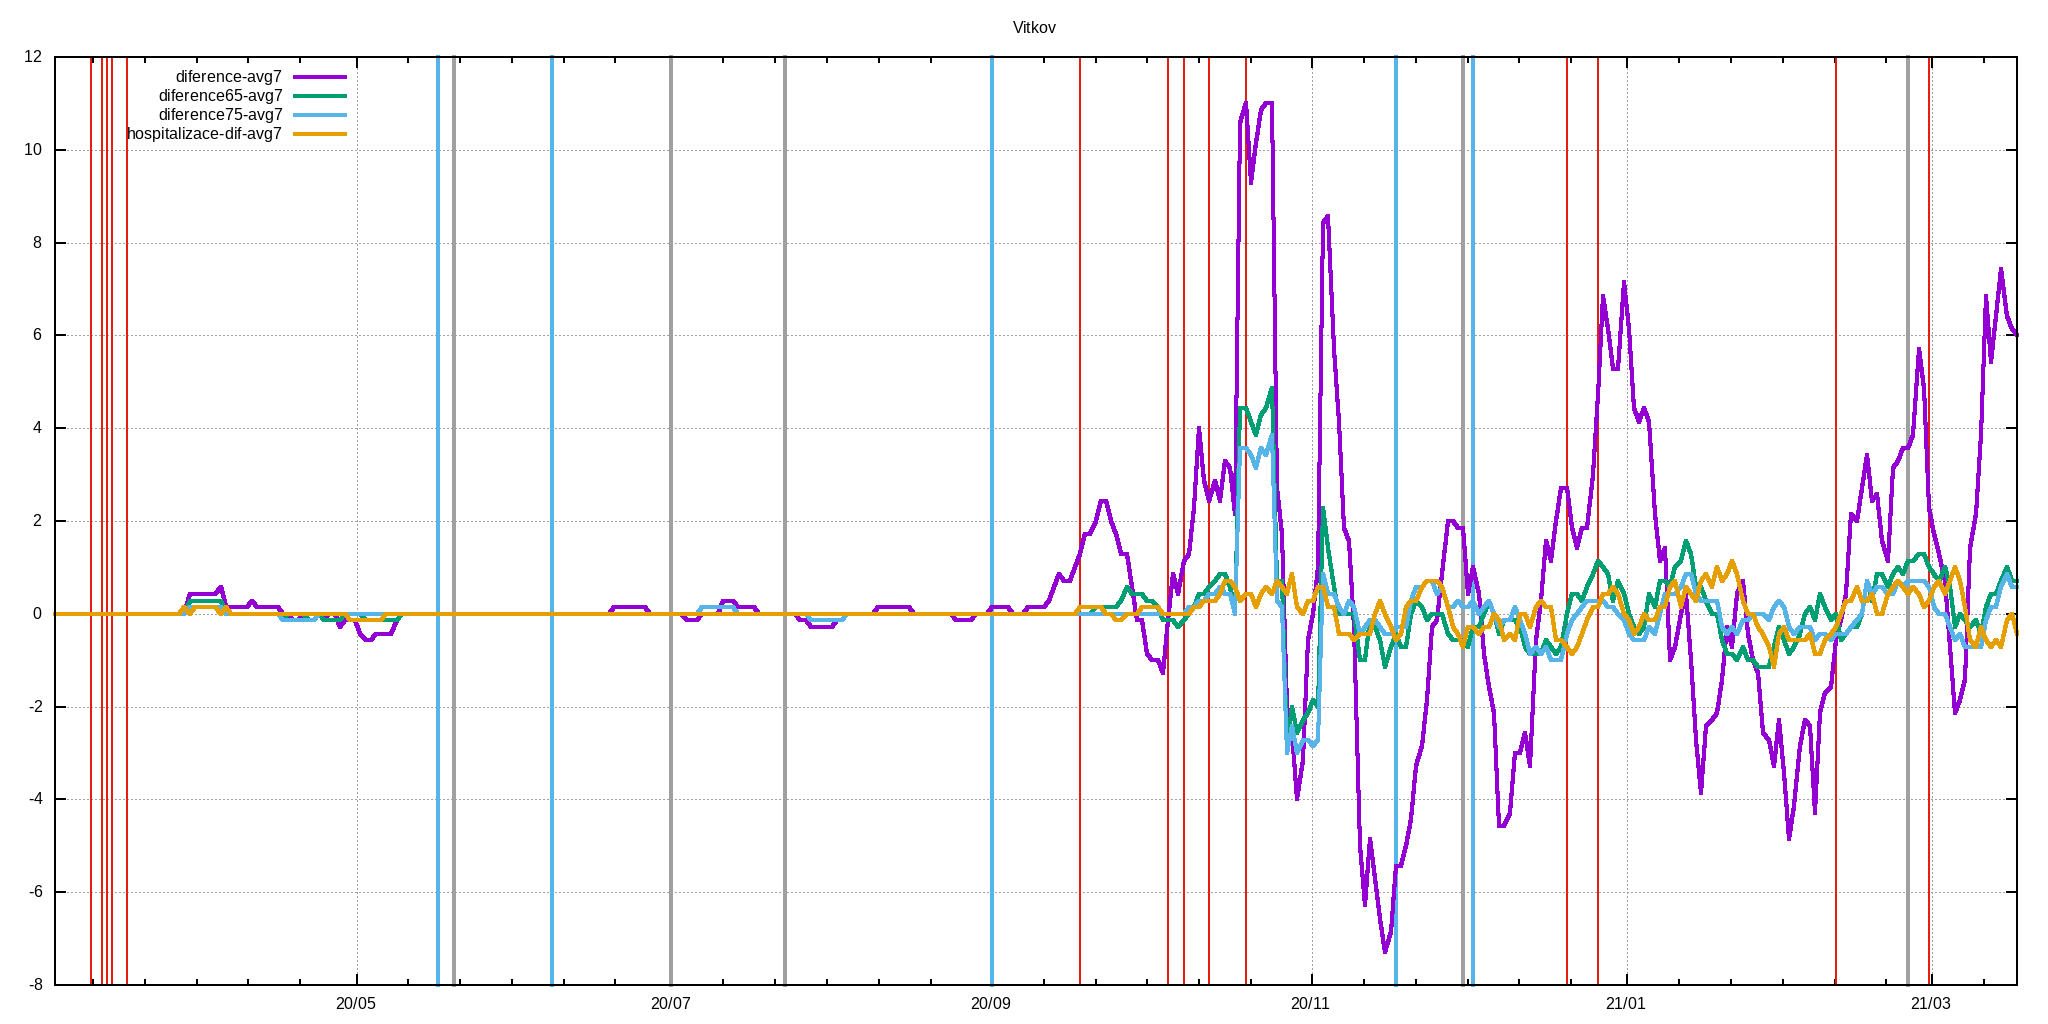 Vitkov
12
diference-avg7
diference65-avg7
diference75-avg7
hospitalizace-dif-avg7
10
8
6
4
2
0
-2
-4
-6
-8
20/05 20/07 20/09 20/11 21/01 21/03